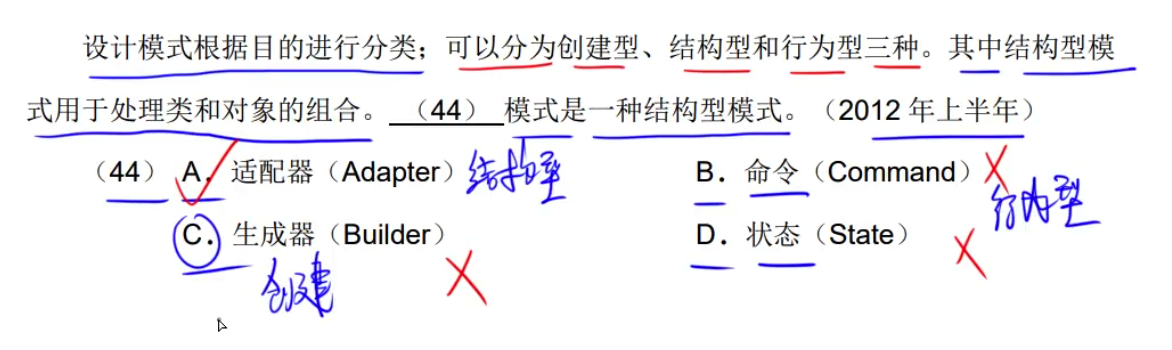 设计模式根据目的进行分类;可以分为创建型、结构型和行为型三种。其中结构型模
式用于处理类和对象的组合。 (44) 模式是一种结构型模式。(2012 年上半年)
(44) A. 适配器(Adapter) 结构型 B. 命令(Command)
行为型
C. 生成器(Builder) D. 状态(State)
创建